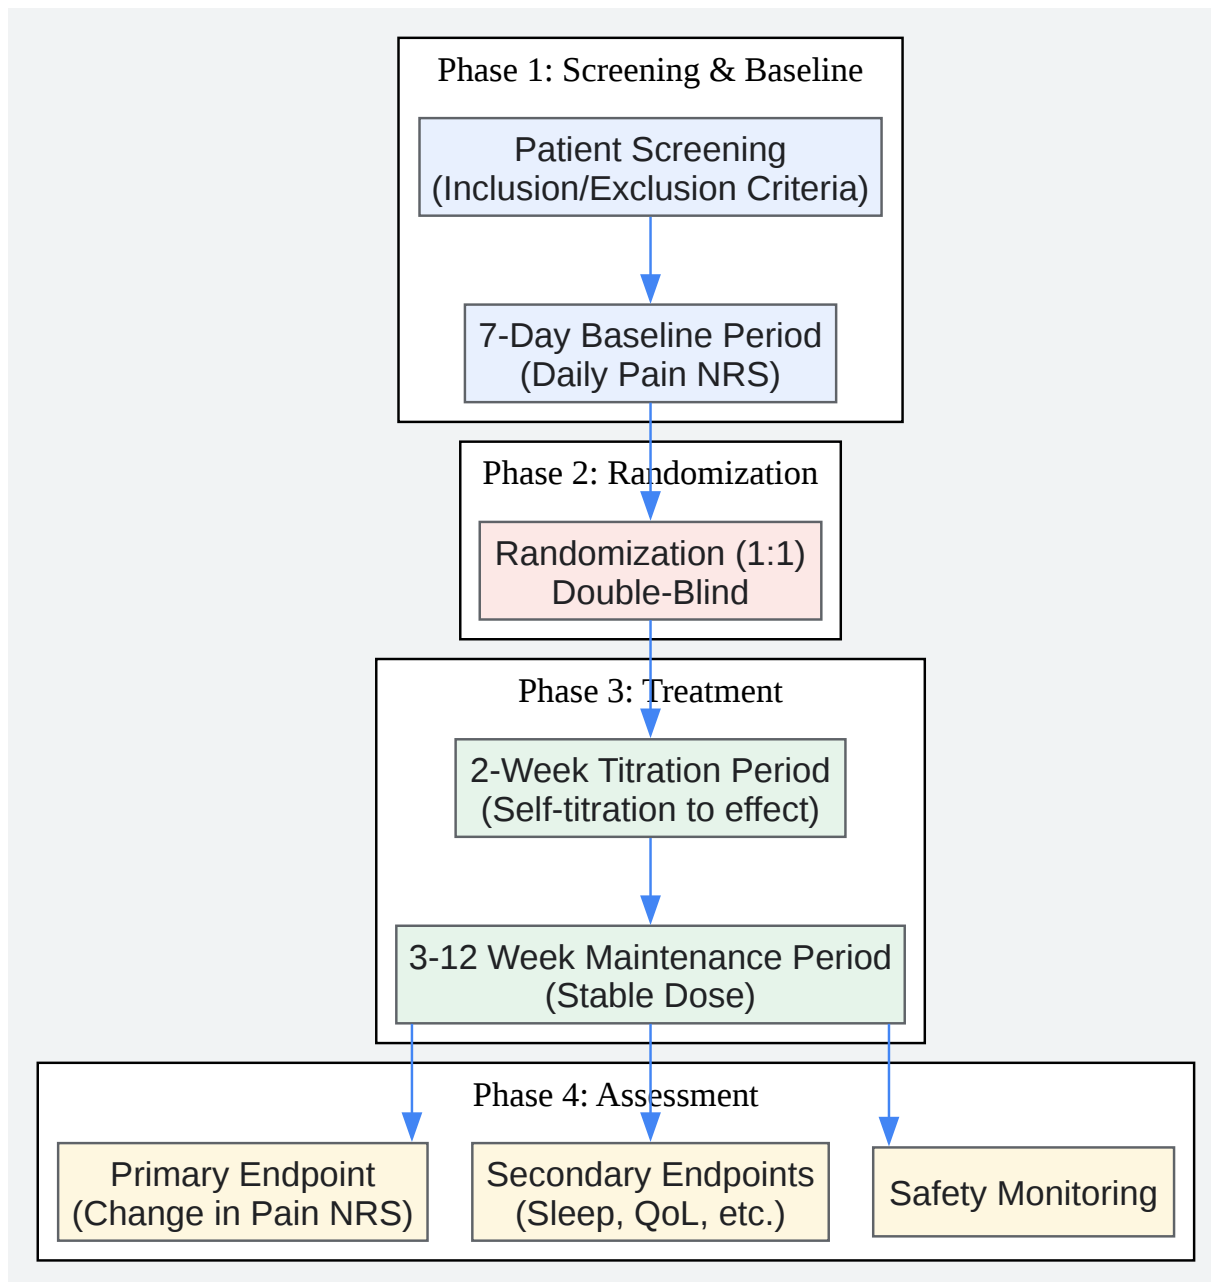 Phase 1: Screening & Baseline
Patient Screening
(Inclusion/Exclusion Criteria)
7-Day Baseline Period
(Daily Pain NRS)
Phase 2: Randomization
Randomization (1:1)
Double-Blind
Phase 3: Treatment
2-Week Titration Period
(Self-titration to effect)
3-12 Week Maintenance Period
(Stable Dose)
Phase 4: Assessment
Primary Endpoint
(Change in Pain NRS)
Secondary Endpoints
(Sleep, QoL, etc.)
Safety Monitoring